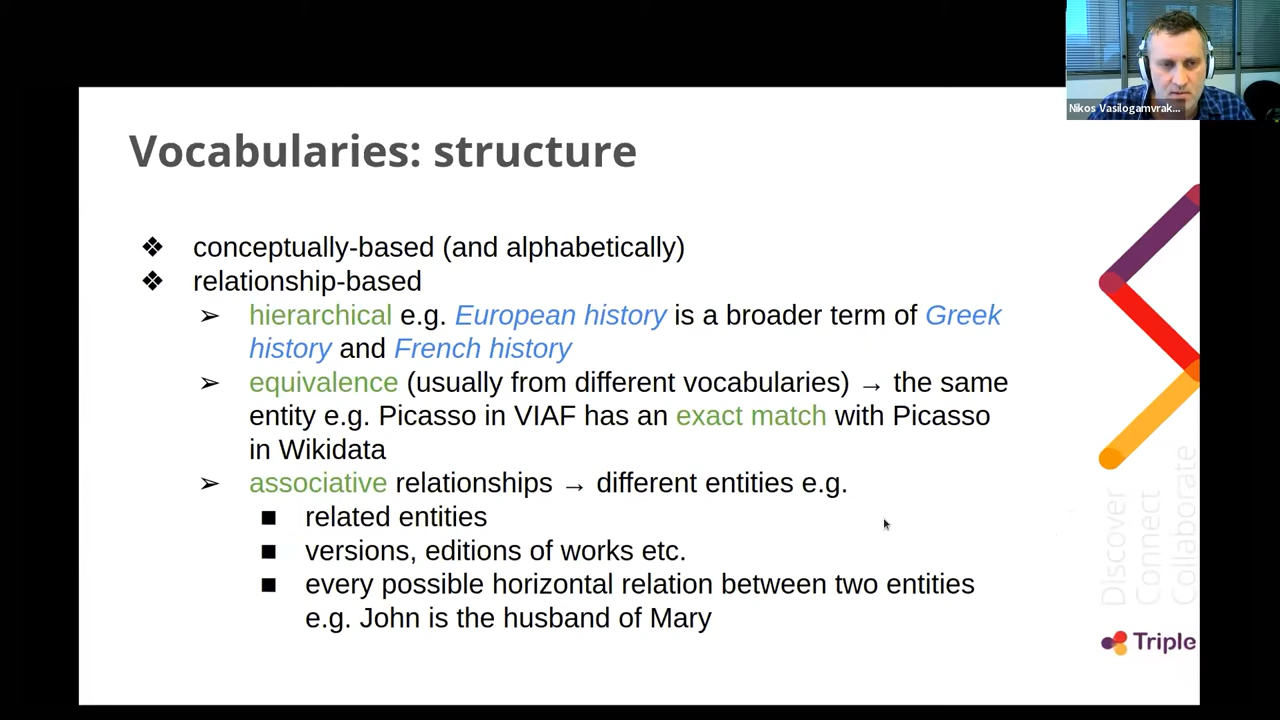 Nikos Vasilogamvrak...
Vocabularies: structure
❖ conceptually-based (and alphabetically)
❖ relationship-based
➢ hierarchical e.g. European history is a broader term of Greek
history and French history
➢ equivalence (usually from different vocabularies) → the same
entity e.g. Picasso in VIAF has an exact match with Picasso
in Wikidata
➢ associative relationships → different entities e.g.
■ related entities
■ versions, editions of works etc.
■ every possible horizontal relation between two entities
e.g. John is the husband of Mary
Discover
Connect
Collaborate
Triple